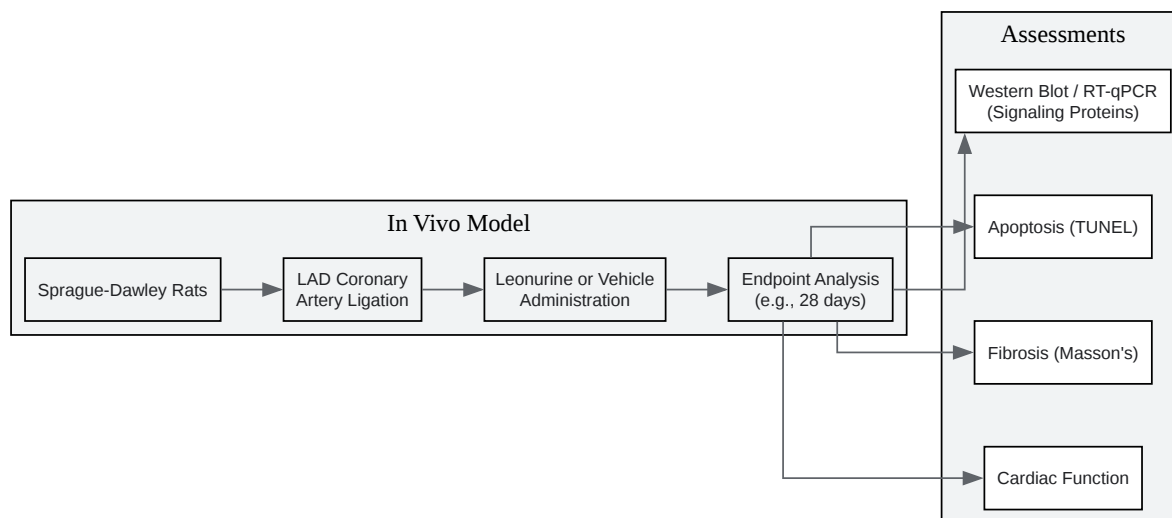 Assessments
Western Blot / RT-qPCR
(Signaling Proteins)
Apoptosis (TUNEL)
Fibrosis (Masson's)
Cardiac Function
In Vivo Model
Sprague-Dawley Rats
LAD Coronary
Artery Ligation
Leonurine or Vehicle
Administration
Endpoint Analysis
(e.g., 28 days)